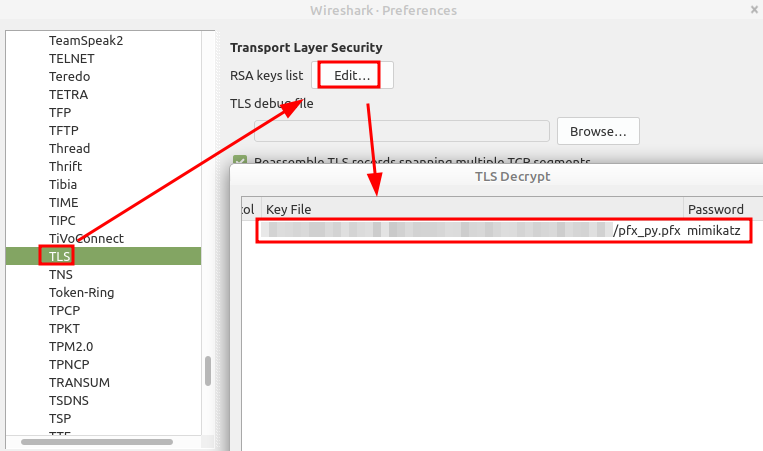 Wireshark · Preferences
×
TeamSpeak2
TELNET
Teredo
TETRA
TFP
TFTP
Thread
Thrift
Tibia
TIME
TIPC
TiVoConnect
TLS
TNS
Token-Ring
TPCP
TPKT
TPM2.0
TPNCP
TRANSUM
TSDNS
TSP
Transport Layer Security
RSA keys list Edit…
TLS debug file
Browse…
Reassemble TLS records spanning multiple TCP segments
TLS Decrypt
col Key File Password
/pfx_py.pfx mimikatz